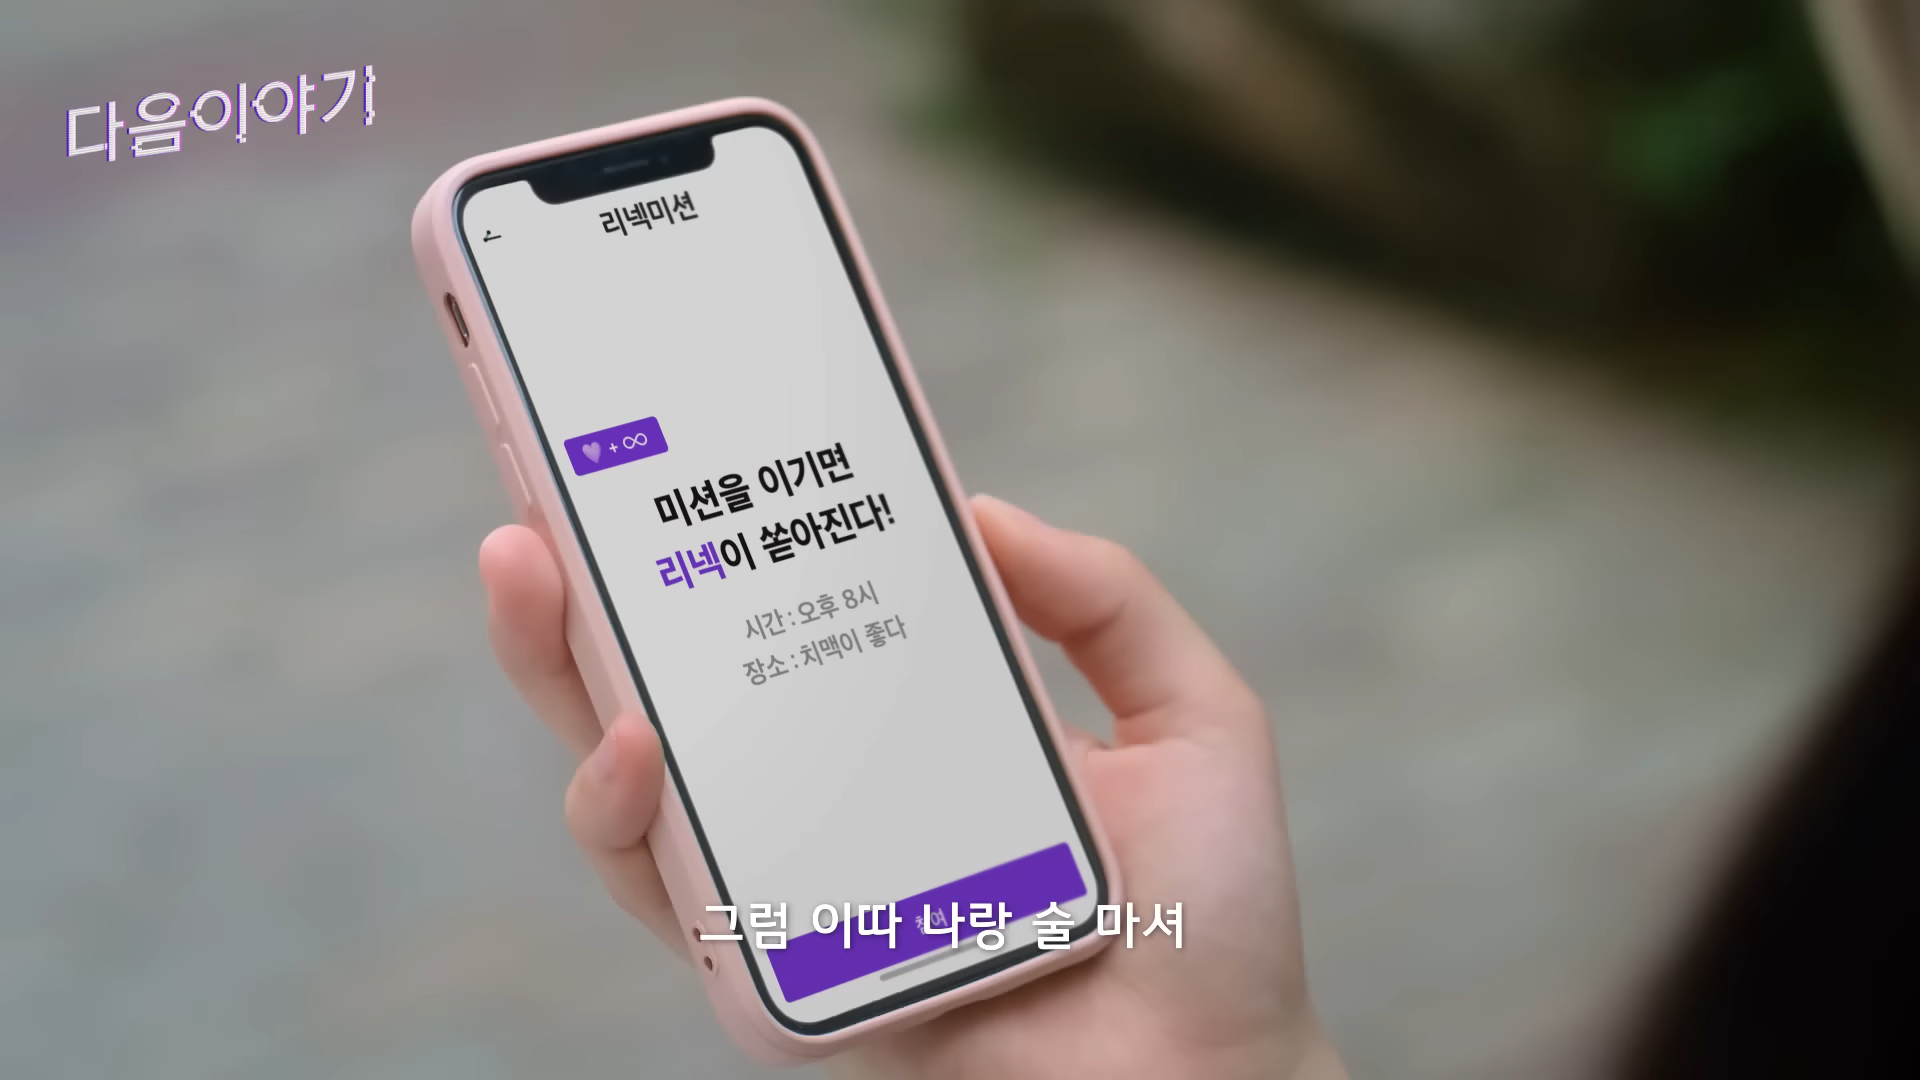 다음이야기
리넥미션
♥ + ∞
미션을 이기면
리넥이 쏟아진다!
시간 : 오후 8시
장소 : 치맥이 좋다
참여
그럼 이따 나랑 술 마셔